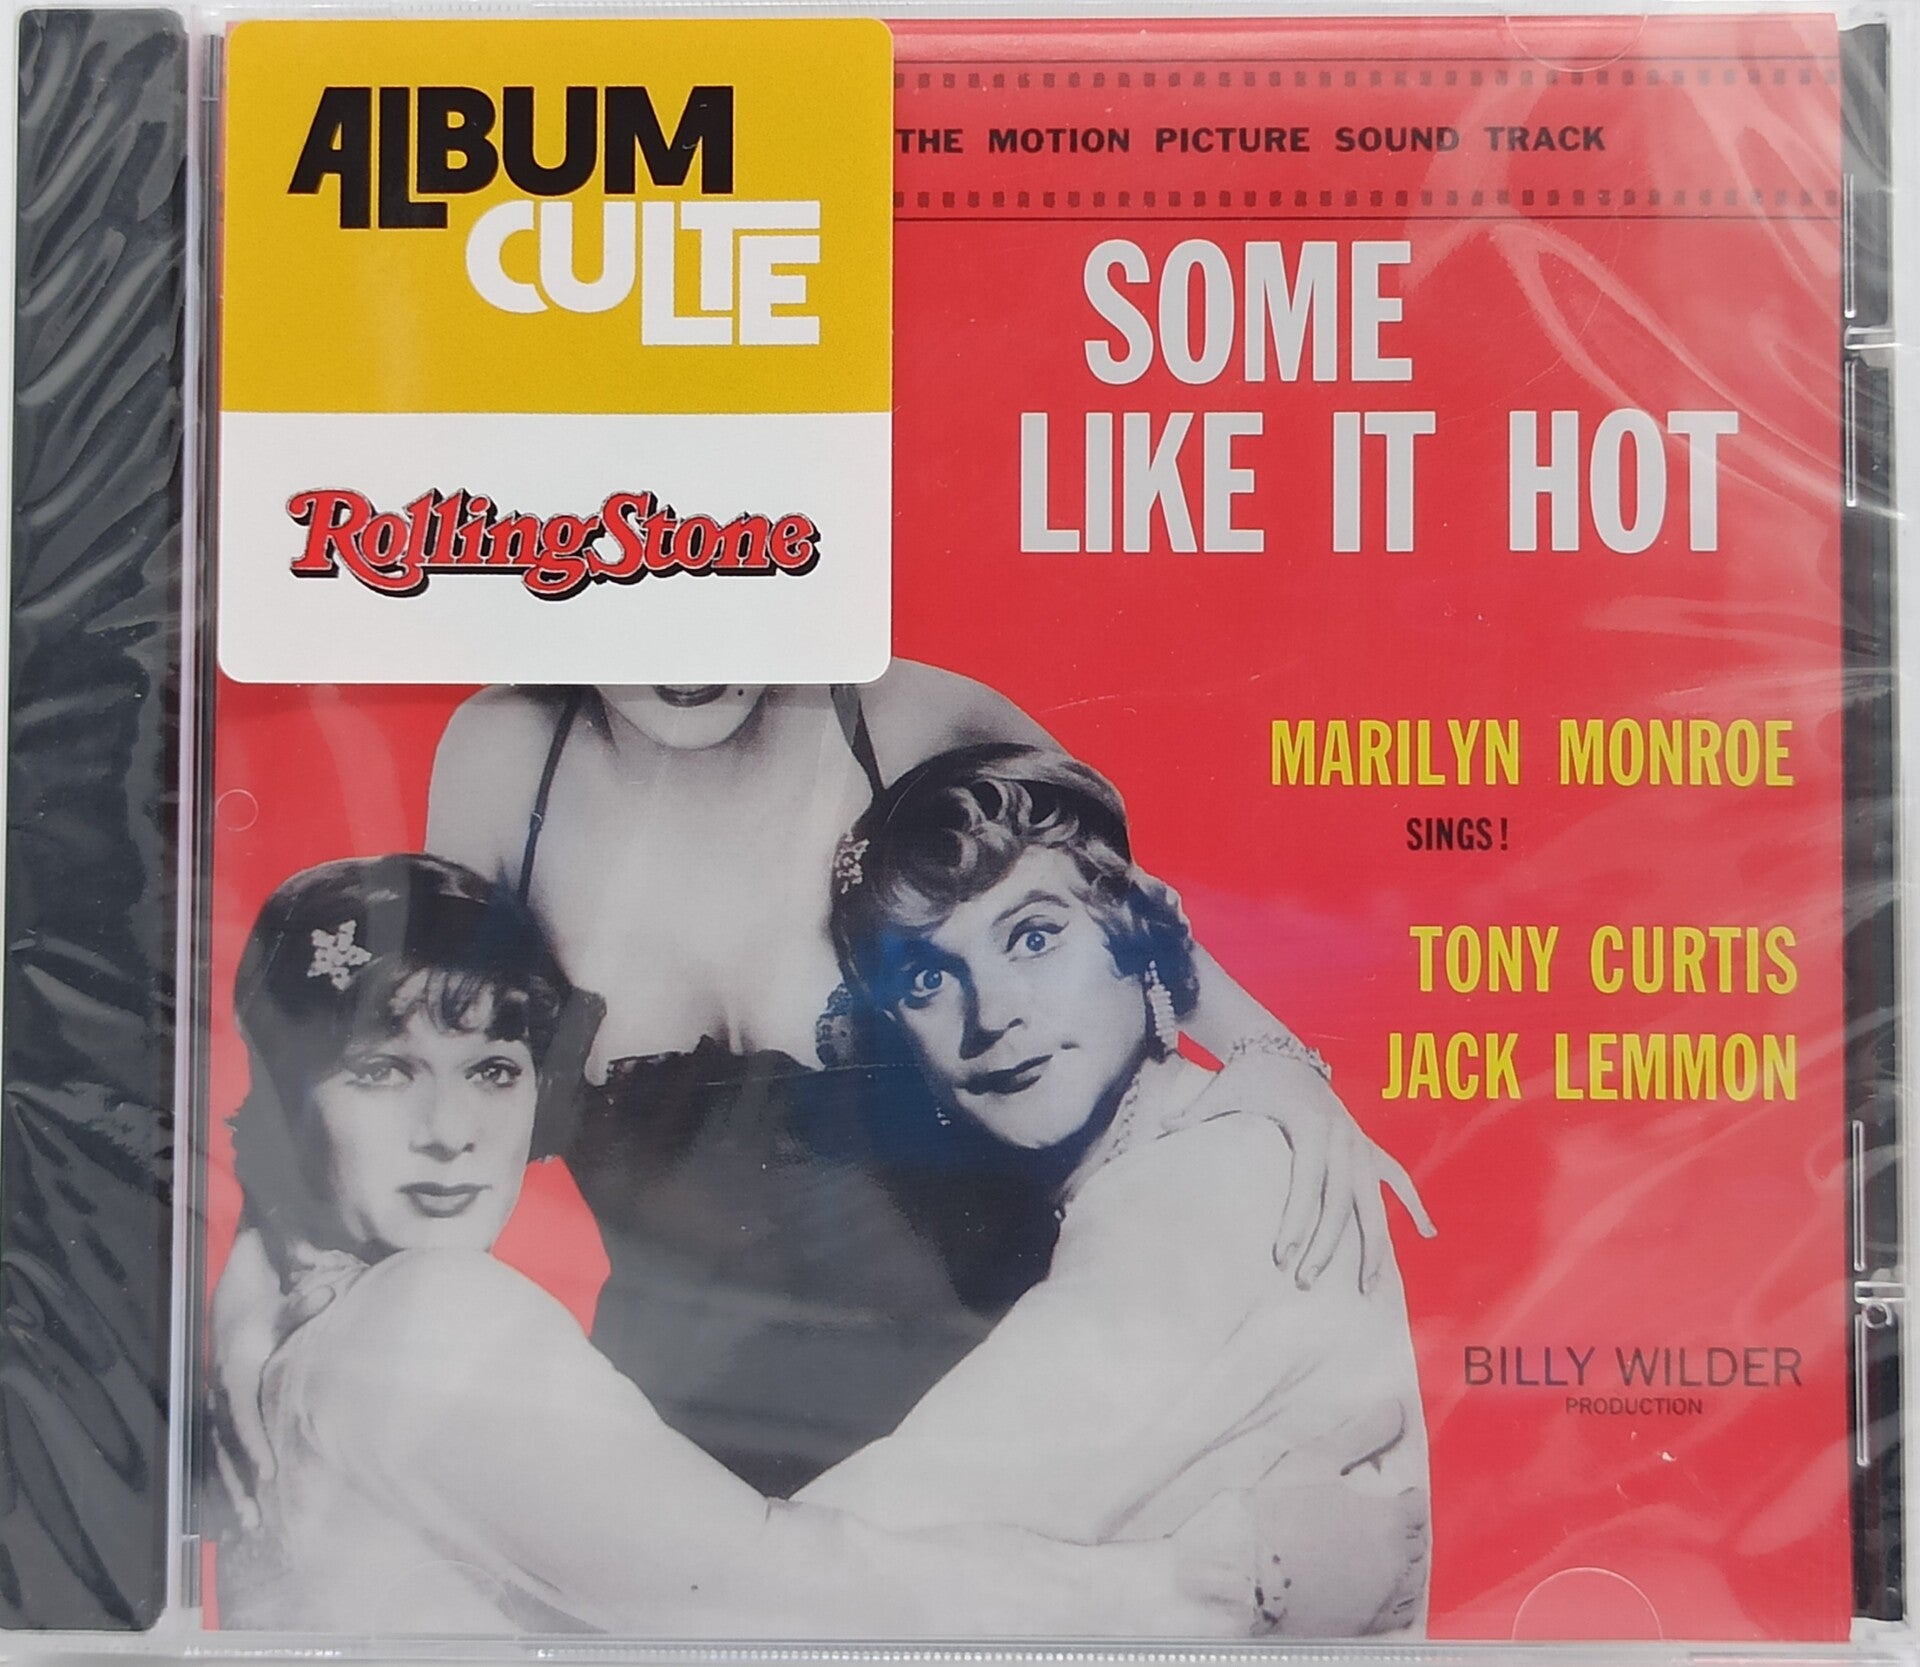 ALBUM
CULTE
RollingStone
THE MOTION PICTURE SOUND TRACK
SOME
LIKE IT HOT
MARILYN MONROE
SINGS!
TONY CURTIS
JACK LEMMON
BILLY WILDER
PRODUCTION